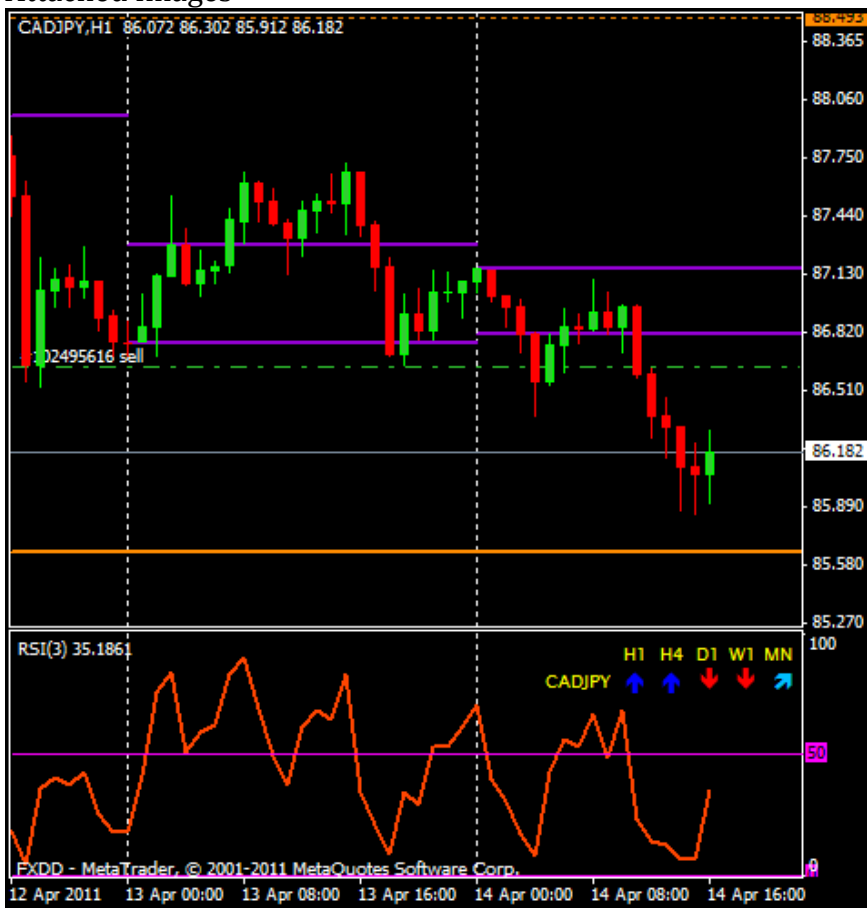 CADJPY,H1 86.072 86.302 85.912 86.182
88.493
88.365
88.060
87.750
87.440
87.130
86.820
102495616 sell
86.510
86.182
85.890
85.580
85.270
RSI(3) 35.1861
100
H1 H4 D1 W1 MN
CADJPY
50
0
FXDD - MetaTrader, © 2001-2011 MetaQuotes Software Corp.
12 Apr 2011 13 Apr 00:00 13 Apr 08:00 13 Apr 16:00 14 Apr 00:00 14 Apr 08:00 14 Apr 16:00